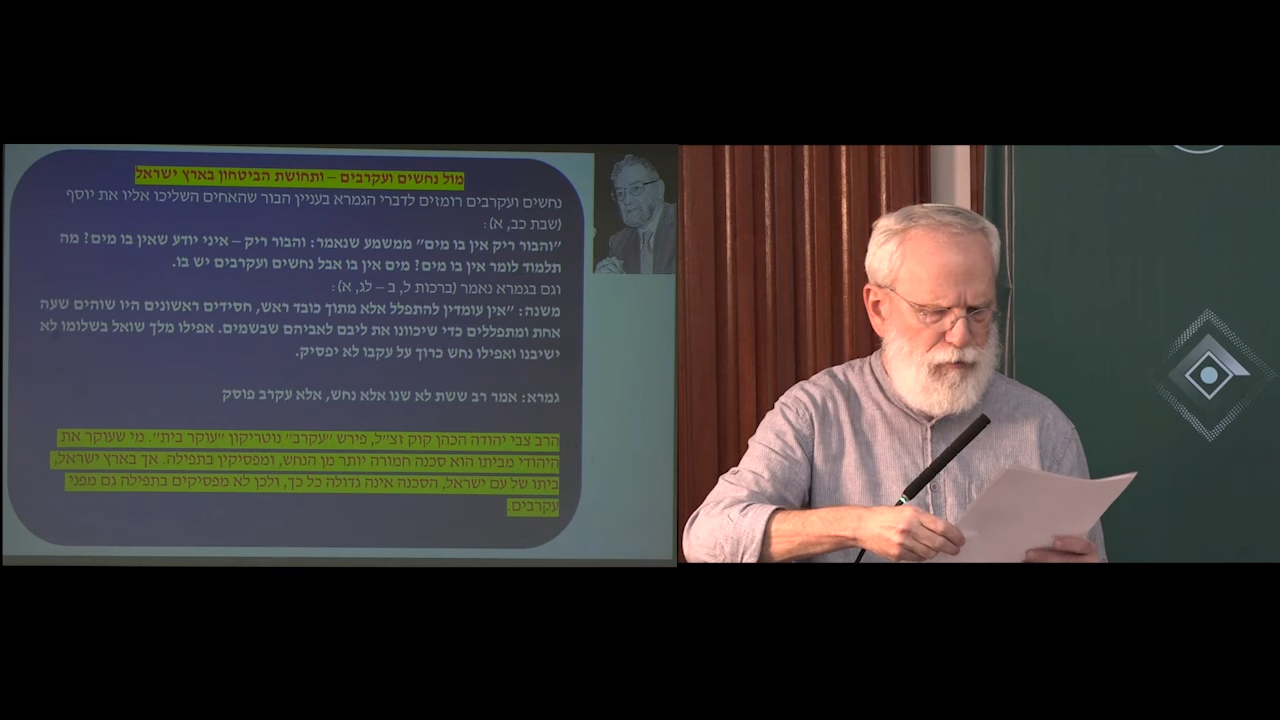 מול נחשים ועקרבים – ותחושת הביטחון בארץ ישראל
נחשים ועקרבים רומזים לדברי הגמרא בעניין הבור שהאחים השליכו אליו את יוסף
(שבת כב, א):
"והבור ריק אין בו מים" ממשמע שנאמר: והבור ריק – איני יודע שאין בו מים? מה
תלמוד לומר אין בו מים? מים אין בו אבל נחשים ועקרבים יש בו.
וגם בגמרא נאמר (ברכות ל, ב – לג, א):
משנה: "אין עומדין להתפלל אלא מתוך כובד ראש, חסידים ראשונים היו שוהים שעה
אחת ומתפללים כדי שיכוונו את ליבם לאביהם שבשמים. אפילו מלך שואל בשלומו לא
ישיבנו ואפילו נחש כרוך על עקבו לא יפסיק.
גמרא: אמר רב ששת לא שנו אלא נחש, אלא עקרב פוסק
הרב צבי יהודה הכהן קוק זצ"ל, פירש "עקרב" נוטריקון "עוקר בית". מי שעוקר את
היהודי מביתו הוא סכנה חמורה יותר מן הנחש, ומפסיקין בתפילה. אך בארץ ישראל,
ביתו של עם ישראל, הסכנה אינה גדולה כל כך, ולכן לא מפסיקים בתפילה גם מפני
עקרבים.